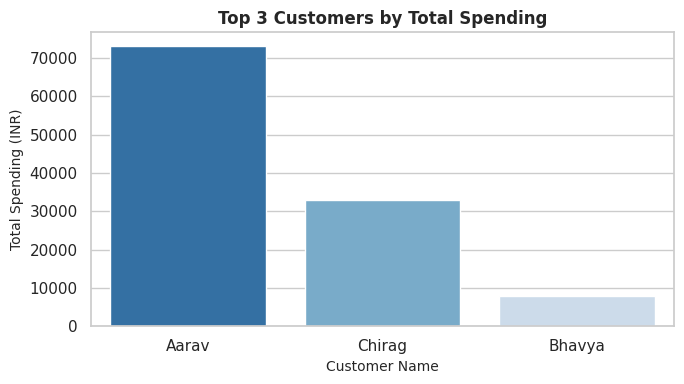 Top 3 Customers by Total Spending
Total Spending (INR)
70000
60000
50000
40000
30000
20000
10000
0
Aarav Chirag Bhavya
Customer Name